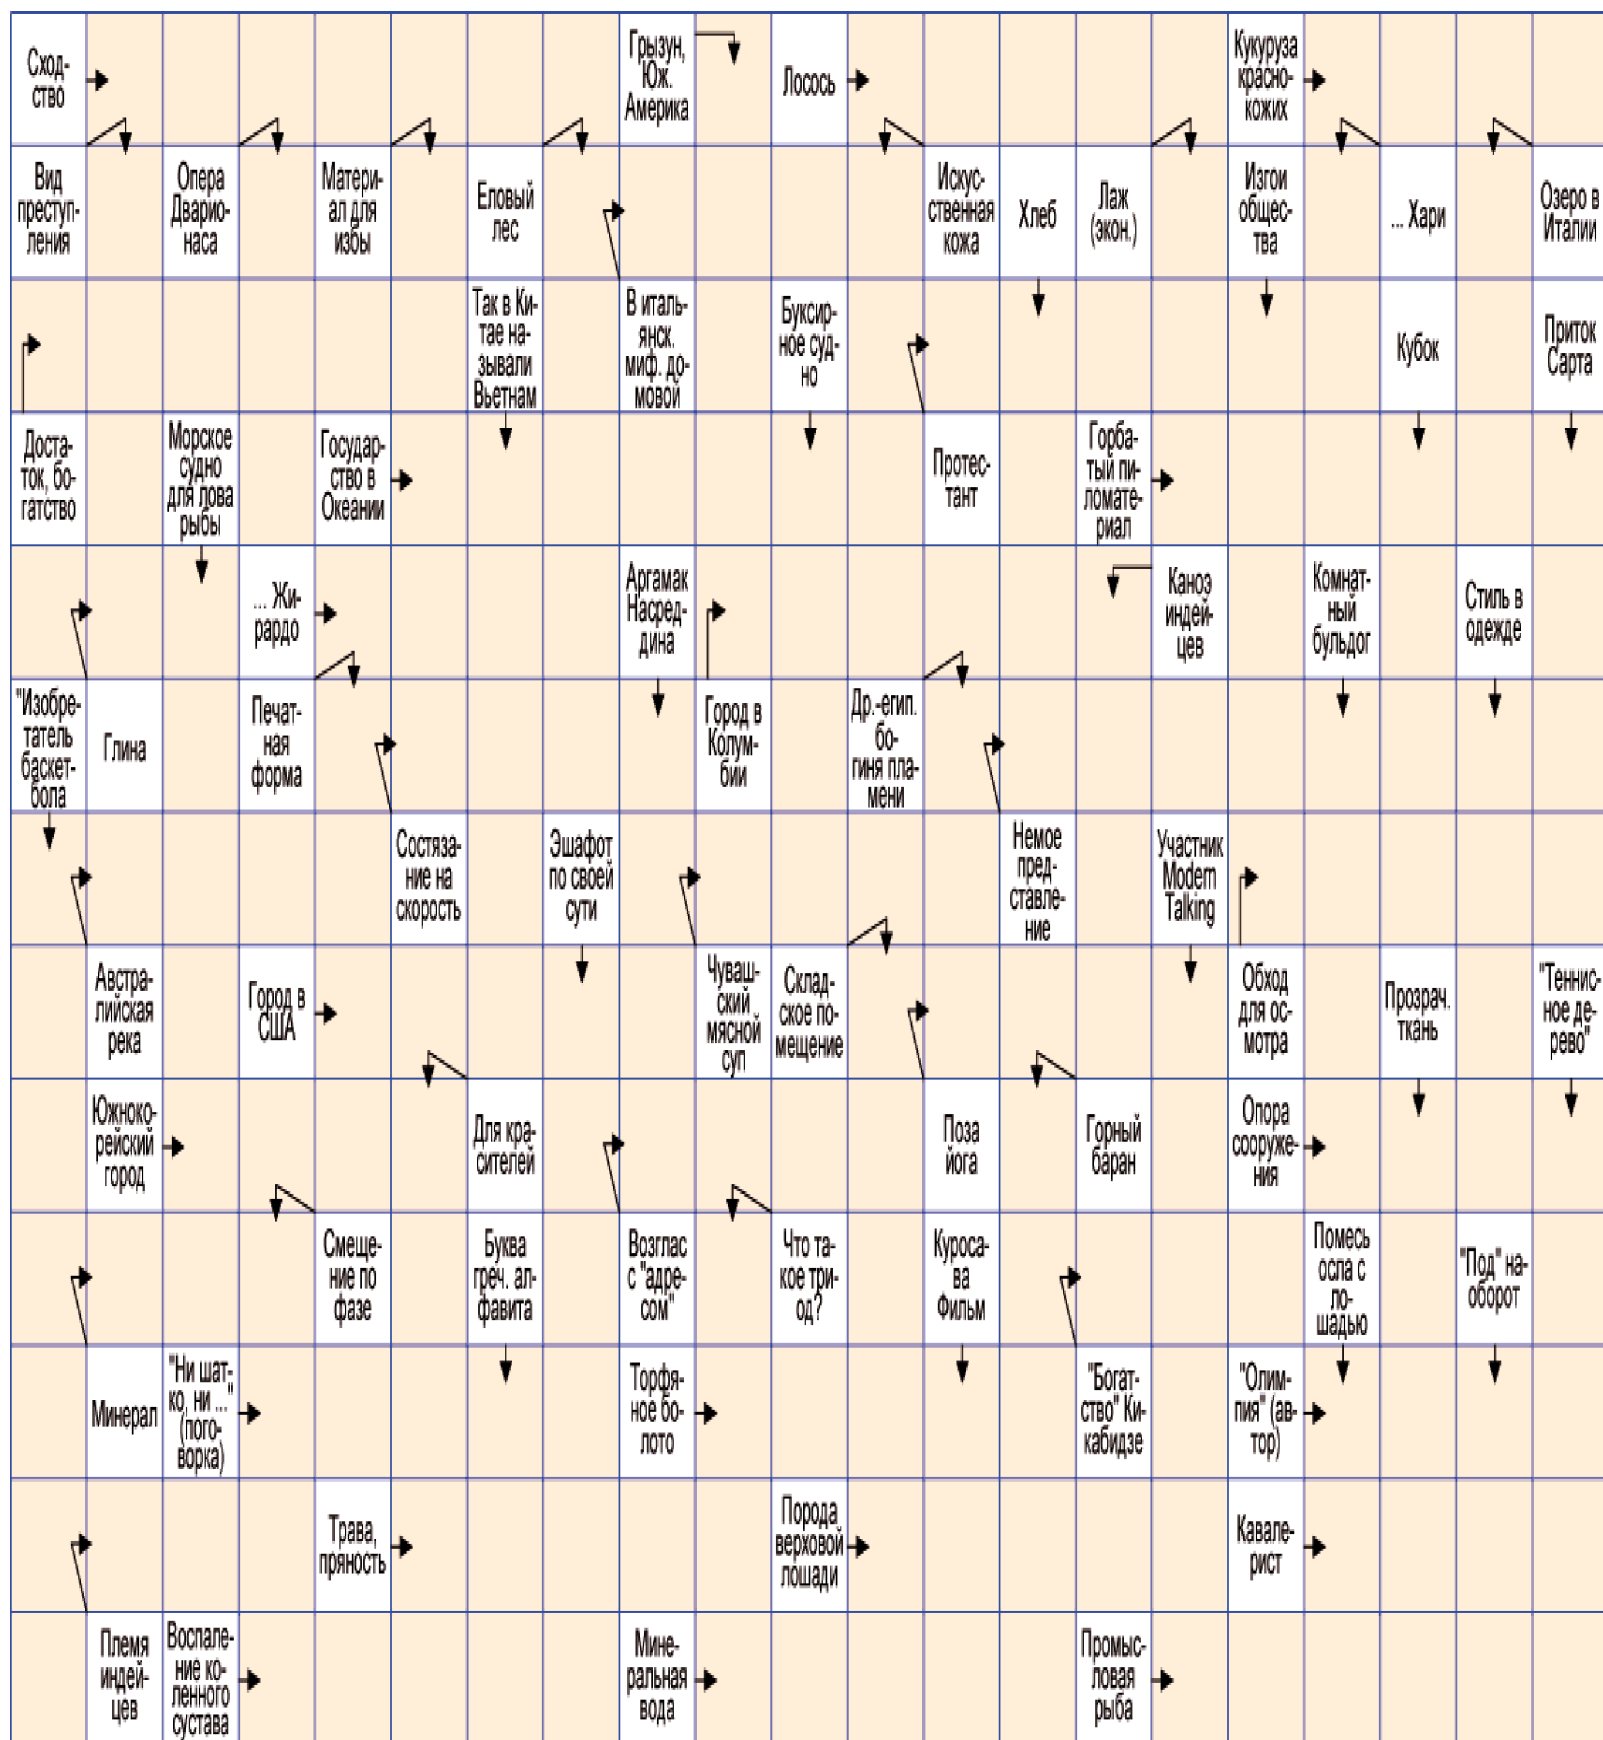 Сход-
ство
Грызун,
Юж.
Америка
Лосось
Кукуруза
красно-
кожих
Вид
преступ-
ления
Опера
Дварио-
наса
Матери-
ал для
избы
Еловый
лес
Искус-
ственная
кожа
Хлеб
Лаж
(экон.)
Изгои
общес-
тва
... Хари
Озеро в
Италии
Так в Ки-
тае на-
зывали
Вьетнам
В италь-
янск.
миф. до-
мовой
Буксир-
ное суд-
но
Кубок
Приток
Сарта
Доста-
ток, бо-
гатство
Морское
судно
для лова
рыбы
Государ-
ство в
Океании
Протес-
тант
Горба-
тый пи-
ломате-
риал
... Жи-
рардо
Аргамак
Насред-
дина
Каноэ
индей-
цев
Комнат-
ный
бульдог
Стиль в
одежде
"Изобре-
татель
баскет-
бола
Глина
Печат-
ная
форма
Город в
Колум-
бии
Др.-егип.
бо-
гиня пла-
мени
Состяза-
ние на
скорость
Эшафот
по своей
сути
Немое
пред-
ставле-
ние
Участник
Modern
Talking
Австра-
лийская
река
Город в
США
Чуваш-
ский
мясной
суп
Склад-
ское по-
мещение
Обход
для ос-
мотра
Прозрач.
ткань
"Теннис-
ное де-
рево"
Южноко-
рейский
город
Для кра-
сителей
Поза
йога
Горный
баран
Опора
сооруже-
ния
Смеще-
ние по
фазе
Буква
греч. ал-
фавита
Возглас
с "адре-
сом"
Что та-
кое три-
од?
Куроса-
ва
Фильм
Помесь
осла с
ло-
шадью
"Под" на-
оборот
Минерал
"Ни шат-
ко, ни ..."
(пого-
ворка)
Торфя-
ное бо-
лото
"Богат-
ство" Ки-
кабидзе
"Олим-
пия" (ав-
тор)
Трава,
пряность
Порода
верховой
лошади
Кавале-
рист
Племя
индей-
цев
Воспале-
ние ко-
ленного
сустава
Мине-
ральная
вода
Промыс-
ловая
рыба